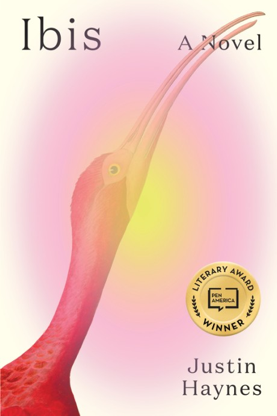 Ibis
A Novel
LITERARY AWARD
PEN
AMERICA
WINNER
Justin
Haynes